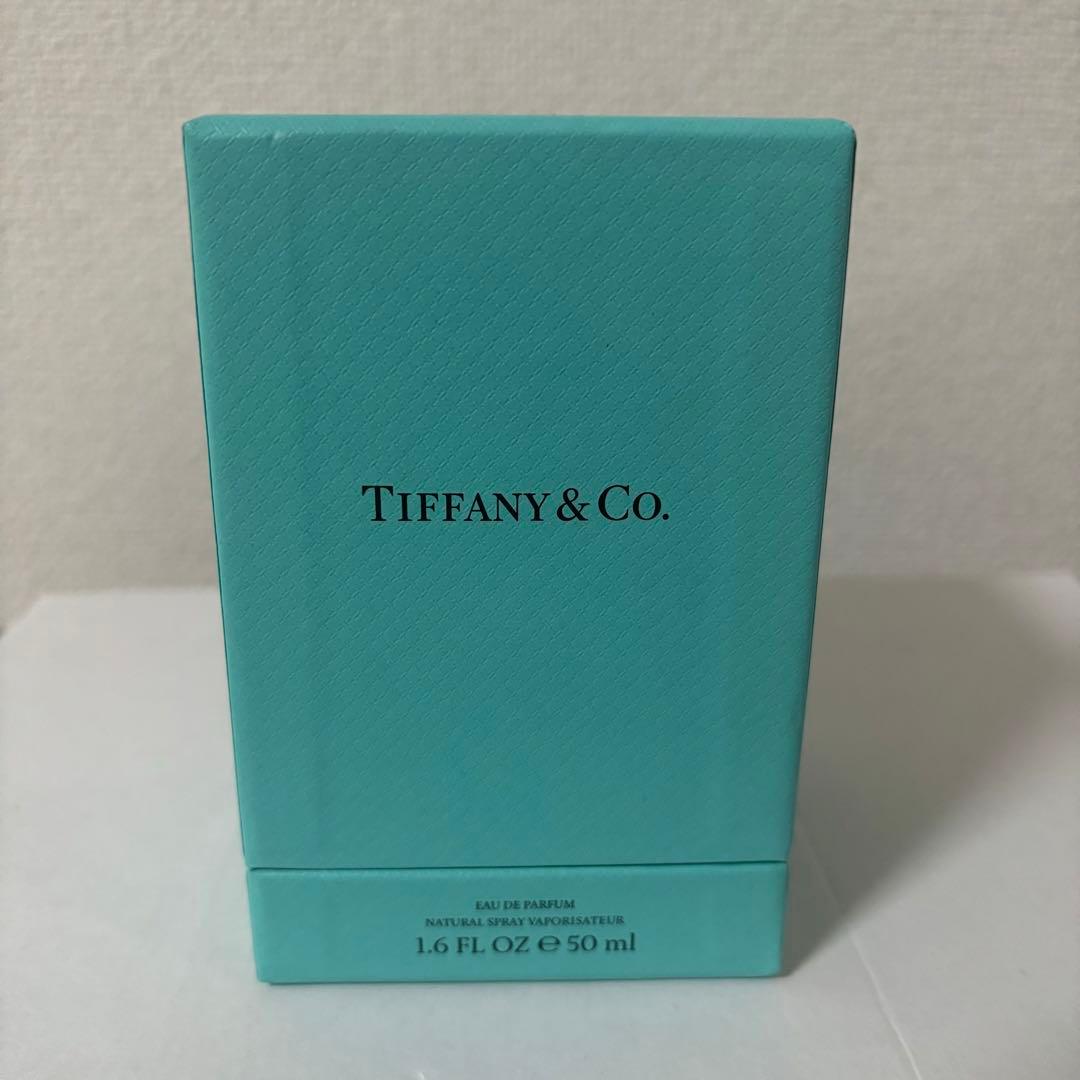 TIFFANY & CO.
EAU DE PARFUM
NATURAL SPRAY VAPORISATEUR
1.6 FL OZ ℮ 50 ml